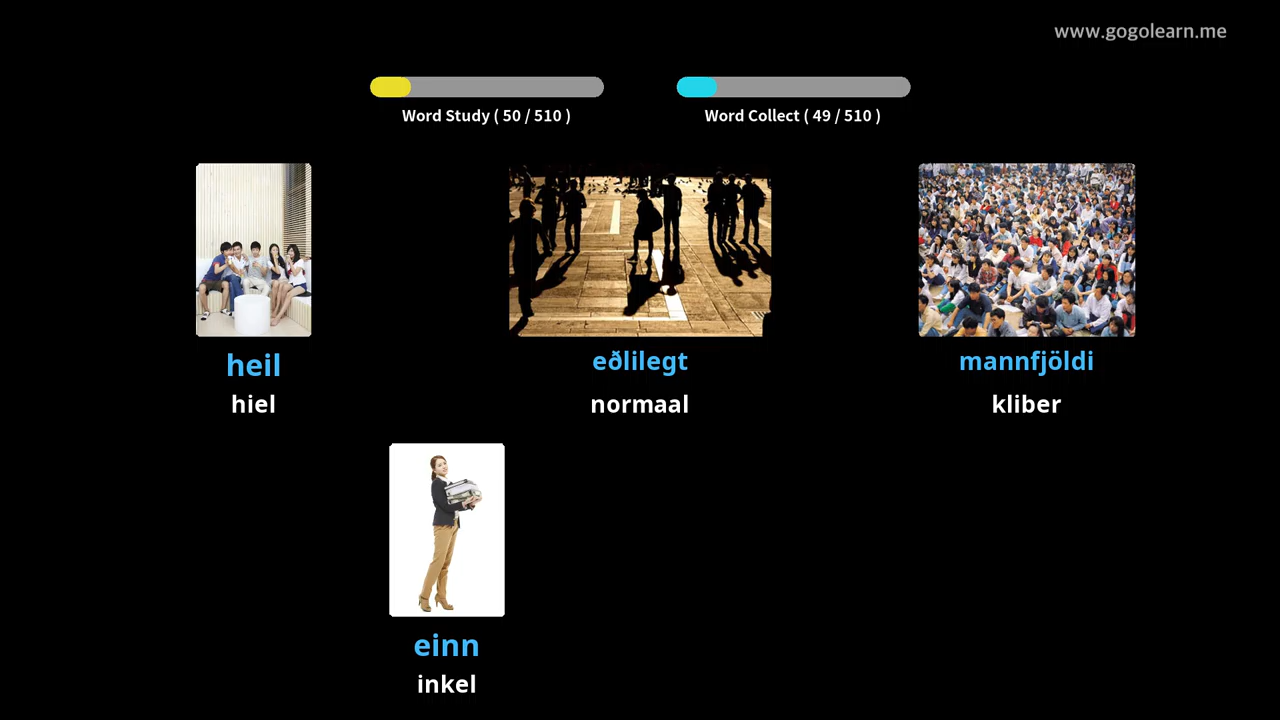 www.gogolearn.me
Word Study ( 50 / 510 )
Word Collect ( 49 / 510 )
heil
hiel
eðlilegt
normaal
mannfjöldi
kliber
einn
inkel